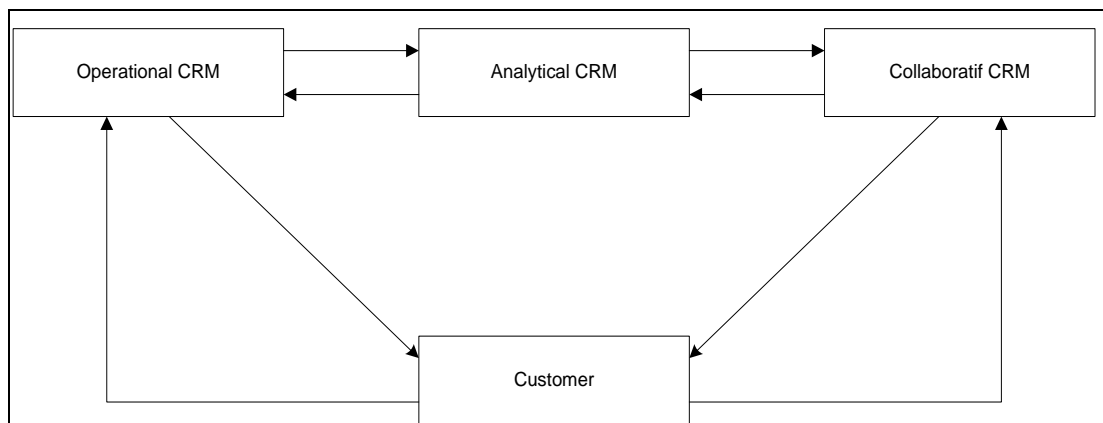 Operational CRM
Analytical CRM
Collaboratif CRM
Customer